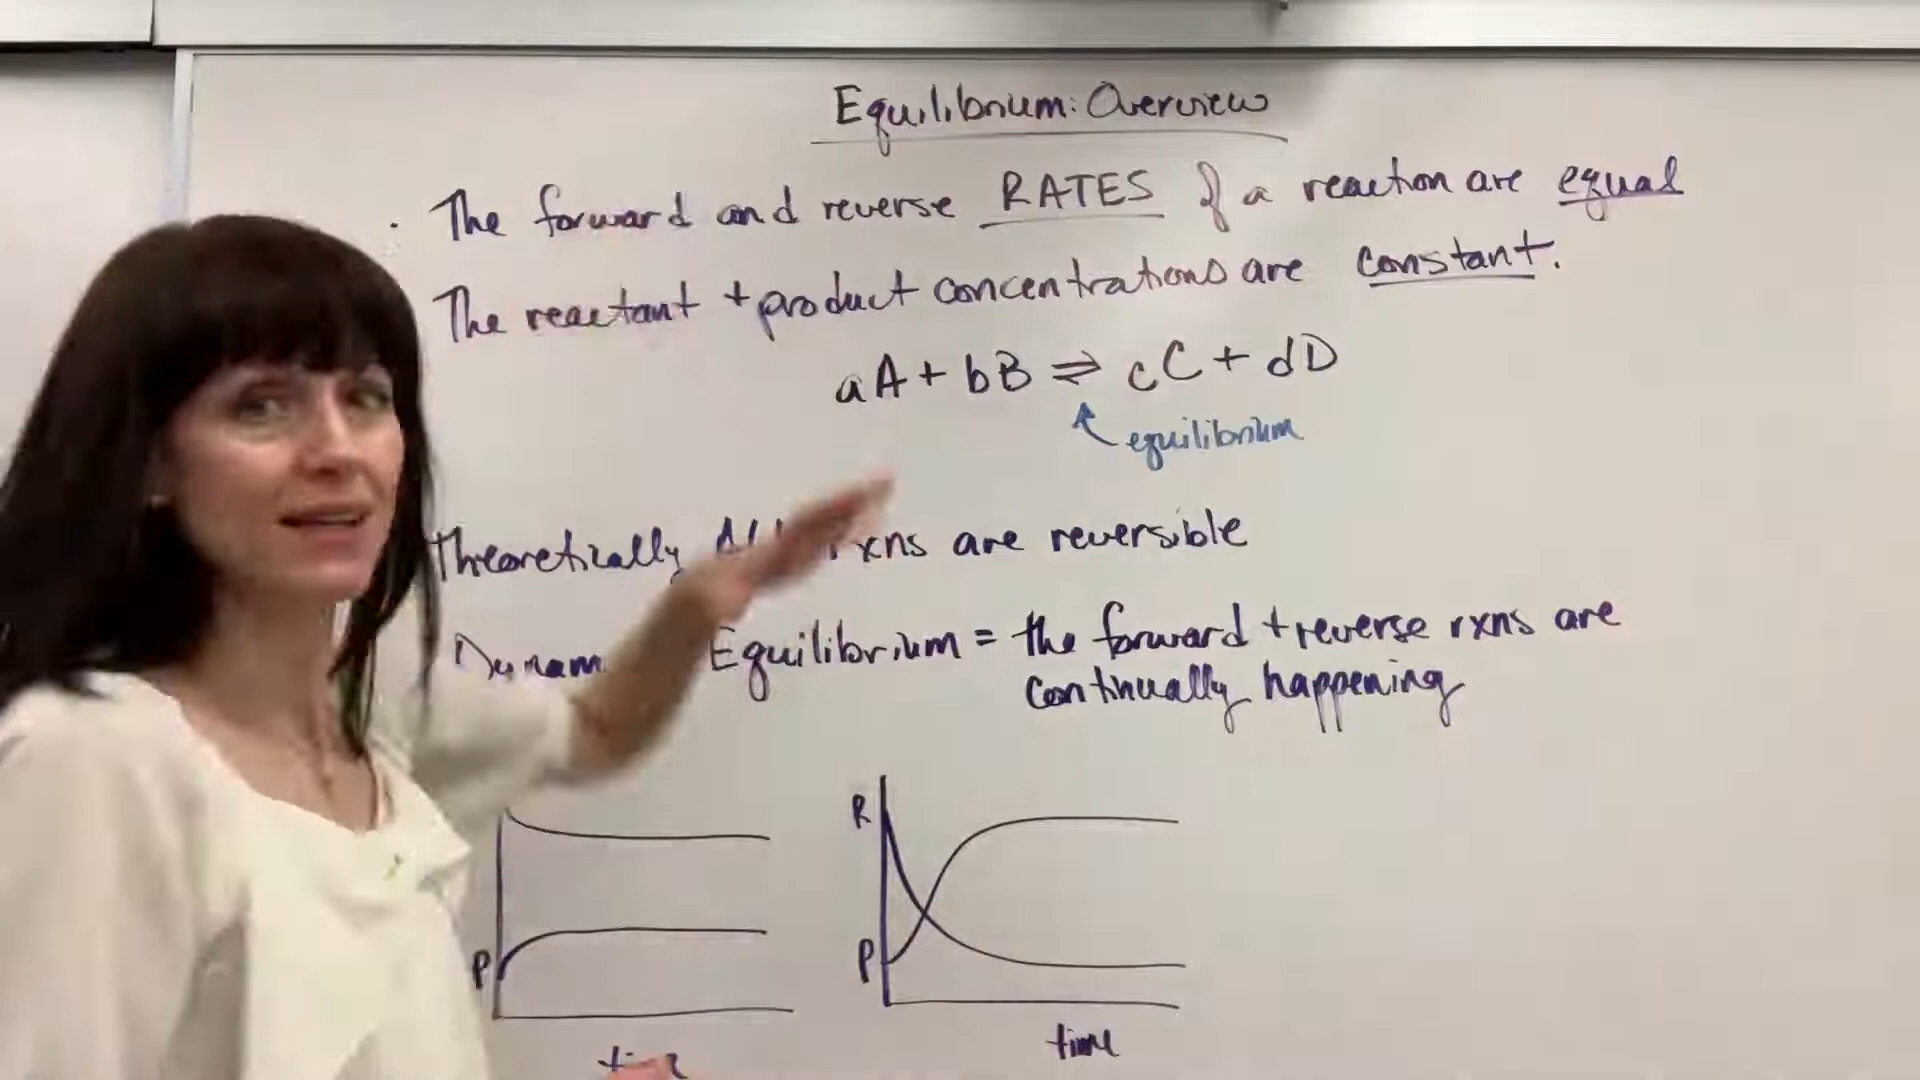 Equilibrium: Overview
· The forward and reverse RATES of a reaction are equal
The reactant + product concentrations are constant.
aA + bB ⇌ cC + dD
equilibrium
Theoretically rxns are reversible
Equilibrium = the forward + reverse rxns are
continually happening
R
P
P
time